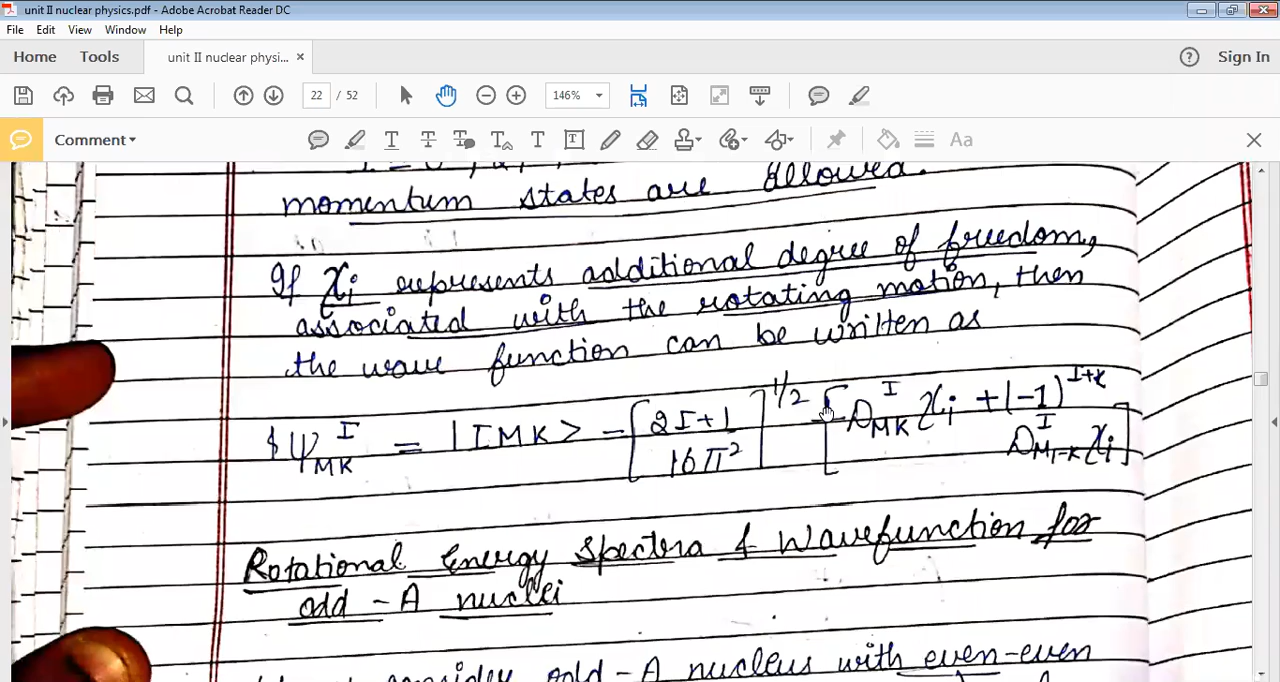 unit II nuclear physics.pdf - Adobe Acrobat Reader DC
File Edit View Window Help
Home Tools unit II nuclear physi... × Sign In
22 / 52 146%
Comment
momentum states are allowed.
If χi represents additional degree of freedom,
associated with the rotating motion, then
the wave function can be written as
ψ^I_MK = |IMK> = [2I+1 / 16π²]^1/2 [D^I_MK χi + (-1)^I+K D^I_M,-K χi]
Rotational Energy Spectra & Wavefunction for
odd - A nuclei
consider odd-A nucleus with even-even